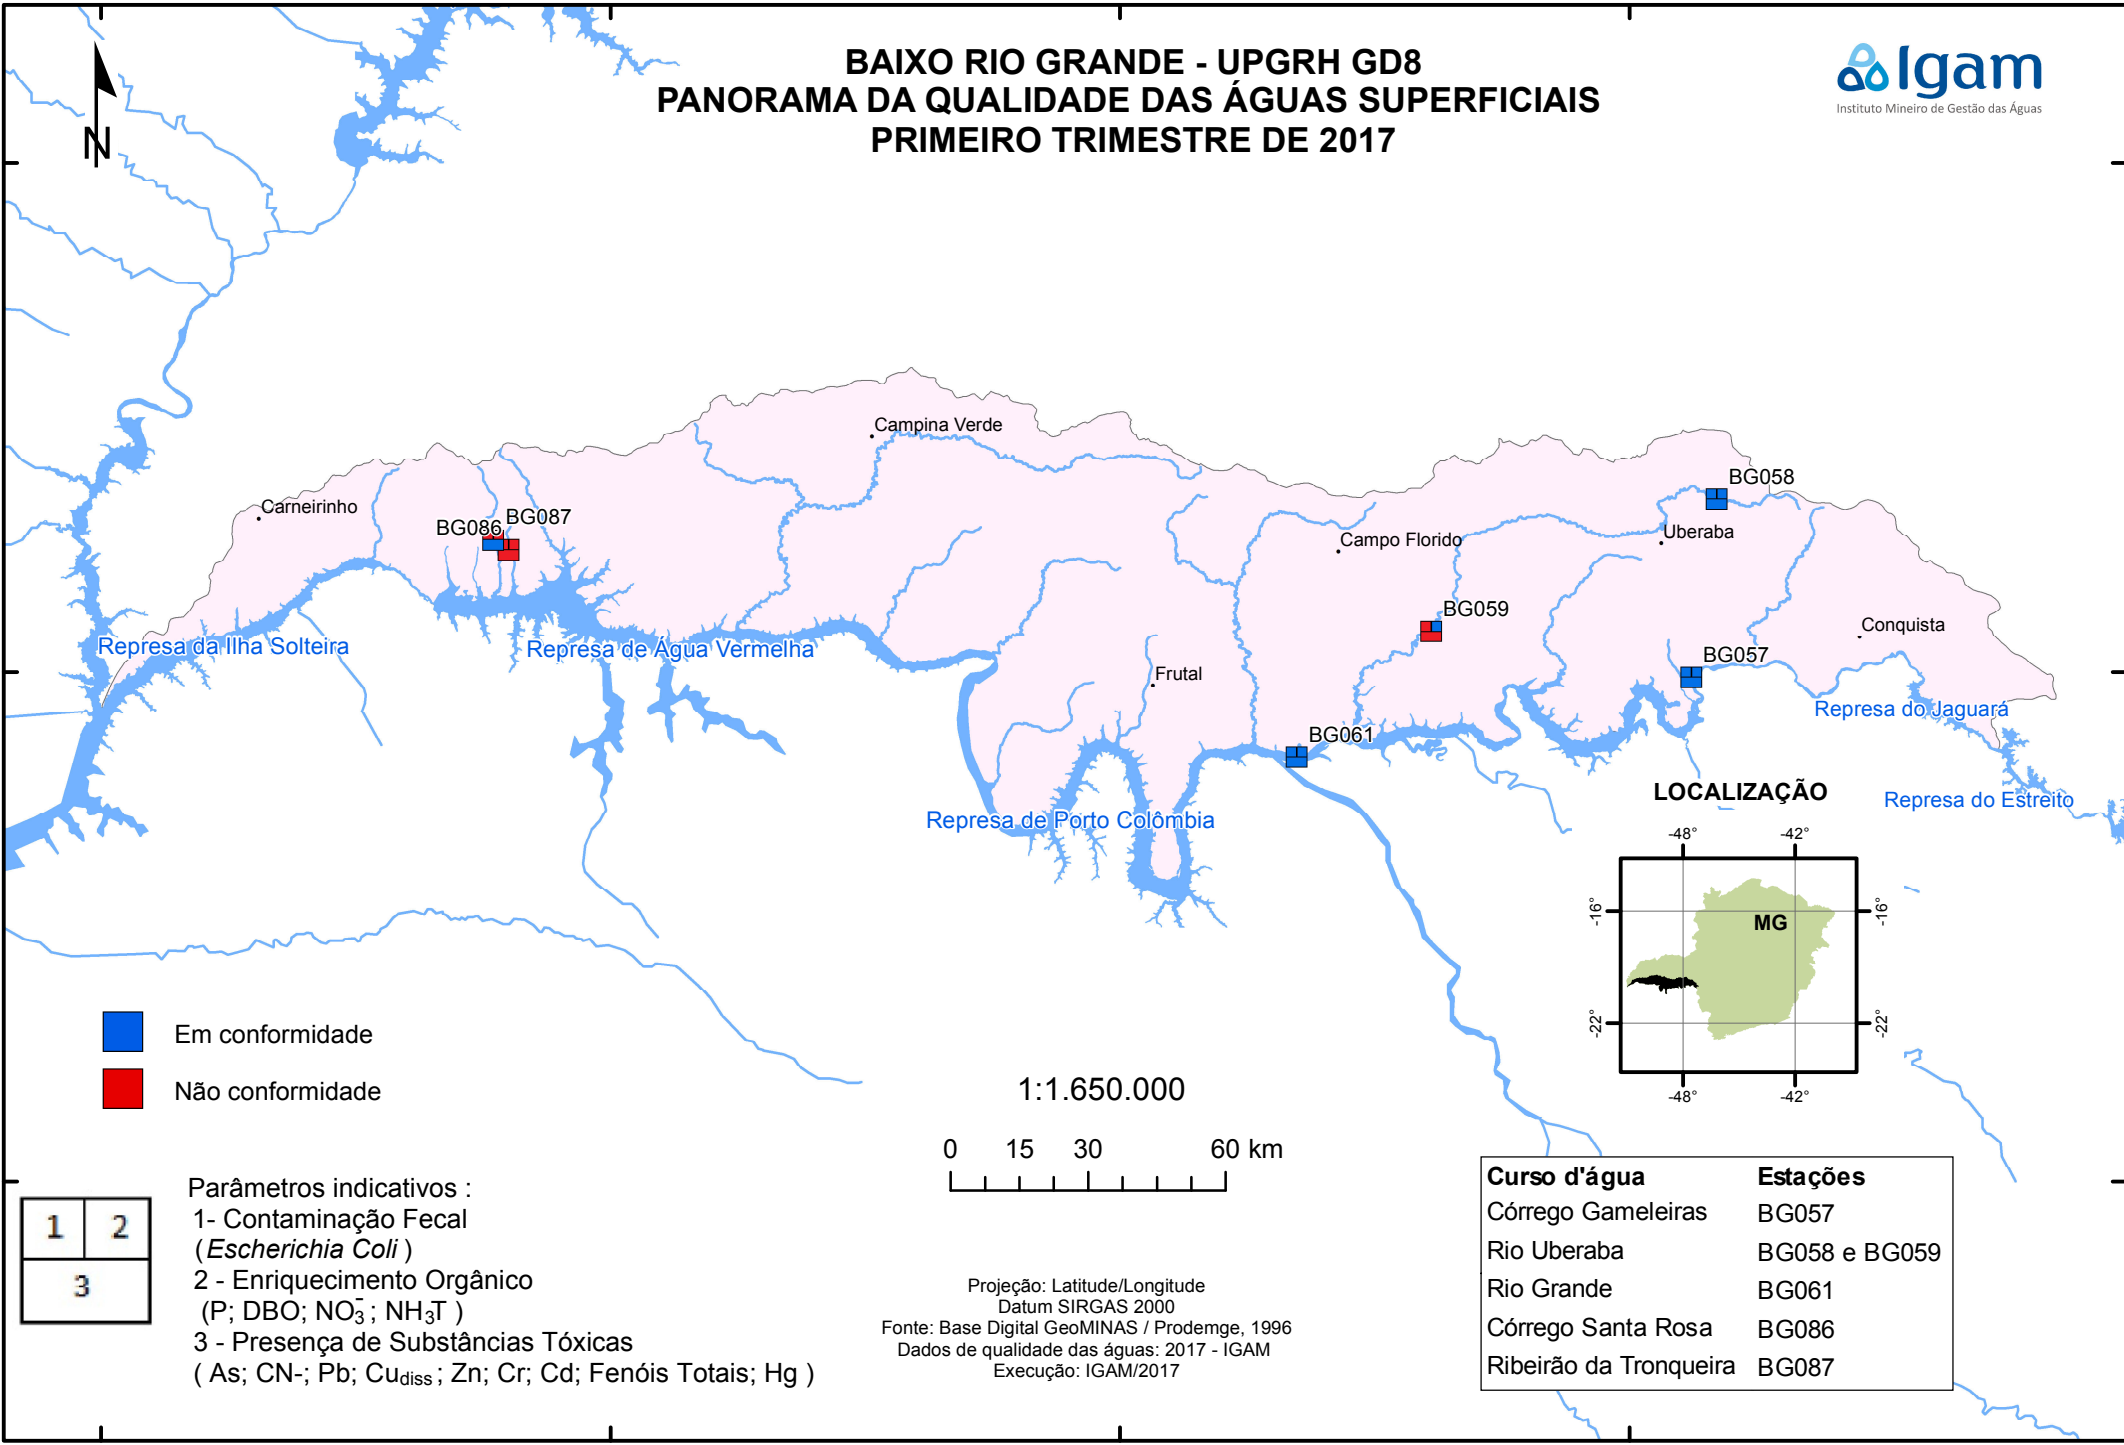 BAIXO RIO GRANDE - UPGRH GD8
PANORAMA DA QUALIDADE DAS ÁGUAS SUPERFICIAIS
PRIMEIRO TRIMESTRE DE 2017
Igam
Instituto Mineiro de Gestão das Águas
N
Campina Verde
Carneirinho
BG086
BG087
BG058
Uberaba
Campo Florido
BG059
Conquista
BG057
Frutal
BG061
Represa da Ilha Solteira
Represa de Água Vermelha
Represa do Jaguará
Represa de Porto Colômbia
Represa do Estreito
LOCALIZAÇÃO
-48° -42°
-16° -16°
MG
-22° -22°
-48° -42°
Em conformidade
Não conformidade
1:1.650.000
0 15 30 60 km
1 2
3
Parâmetros indicativos :
1- Contaminação Fecal
(Escherichia Coli )
2 - Enriquecimento Orgânico
(P; DBO; NO3-; NH3T )
3 - Presença de Substâncias Tóxicas
( As; CN-; Pb; Cudiss ; Zn; Cr; Cd; Fenóis Totais; Hg )
Projeção: Latitude/Longitude
Datum SIRGAS 2000
Fonte: Base Digital GeoMINAS / Prodemge, 1996
Dados de qualidade das águas: 2017 - IGAM
Execução: IGAM/2017
Curso d'água Estações
Córrego Gameleiras BG057
Rio Uberaba BG058 e BG059
Rio Grande BG061
Córrego Santa Rosa BG086
Ribeirão da Tronqueira BG087